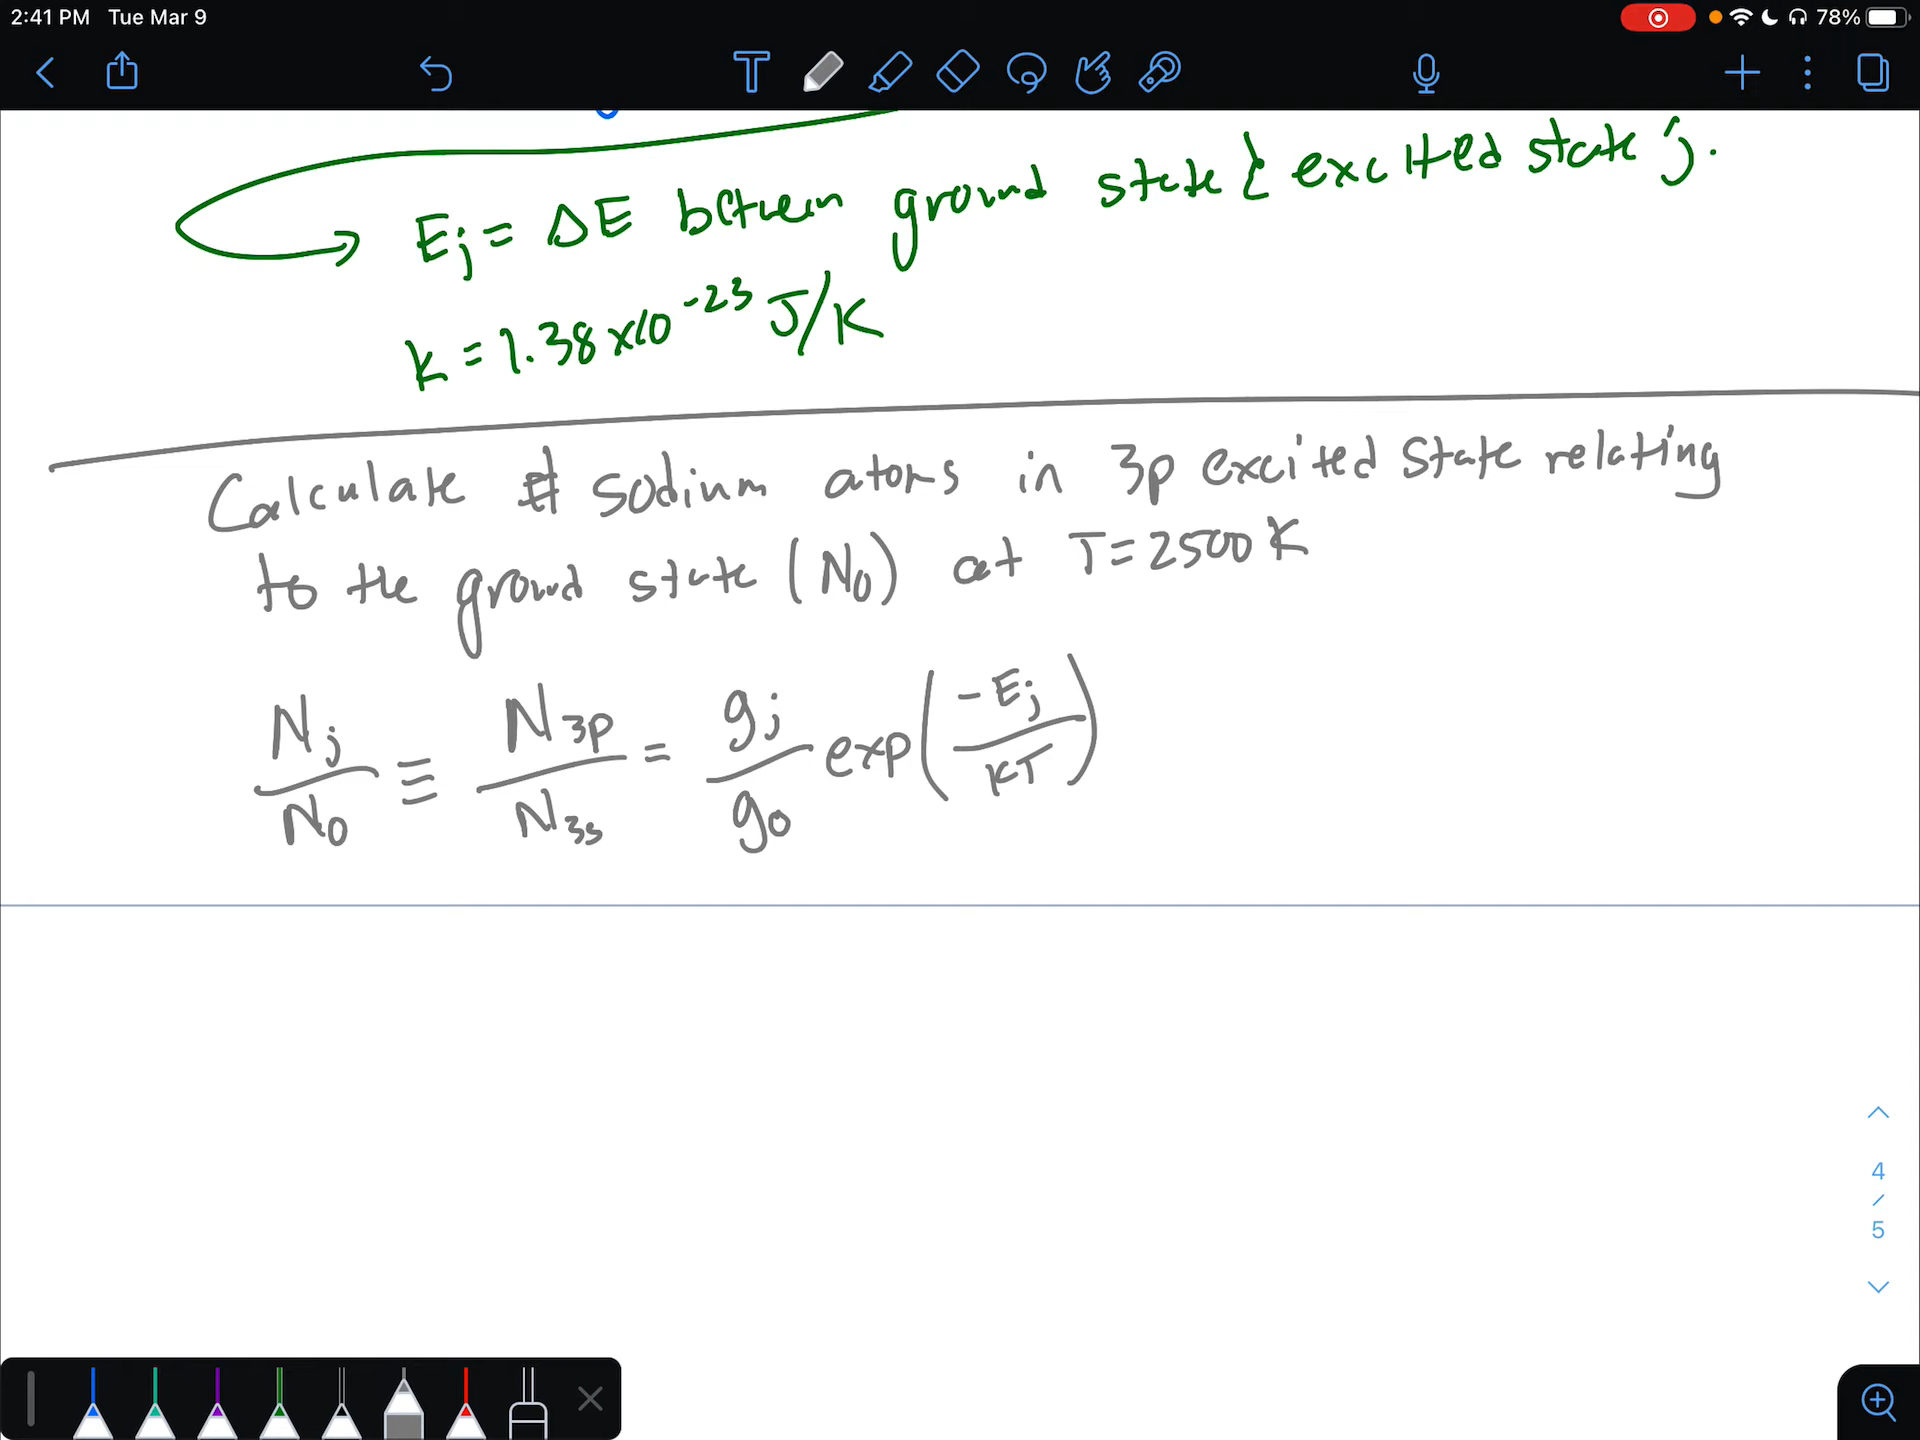 2:41 PM Tue Mar 9
78%
T
Ej = ΔE between ground state & excited state j.
k = 1.38 x10^-23 J/K
Calculate # sodium atoms in 3p excited state relating
to the ground state (N0) at T = 2500 K
Nj/N0 ≡ N3p/N3s = gj/g0 exp(-Ej/KT)
4
/
5